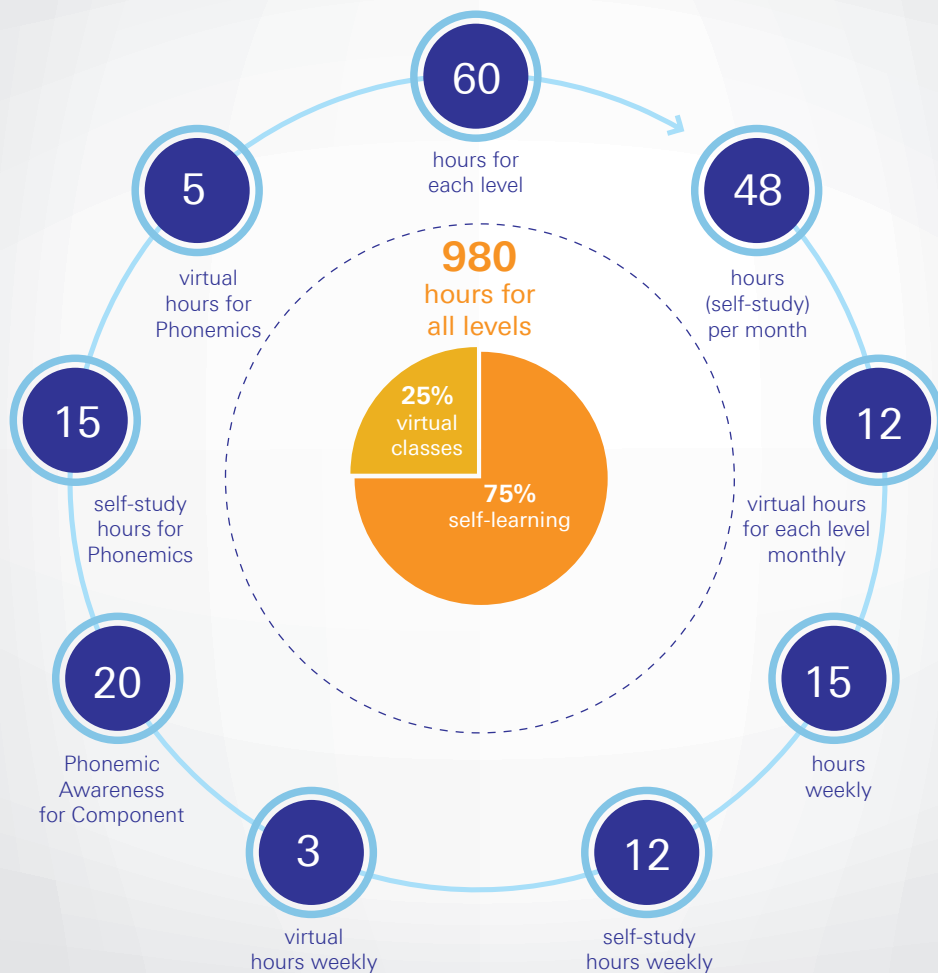 60
hours for
each level
48
hours
(self-study)
per month
12
virtual hours
for each level
monthly
15
hours
weekly
12
self-study
hours weekly
3
virtual
hours weekly
20
Phonemic
Awareness
for Component
15
self-study
hours for
Phonemics
5
virtual
hours for
Phonemics
980
hours for
all levels
25%
virtual
classes
75%
self-learning